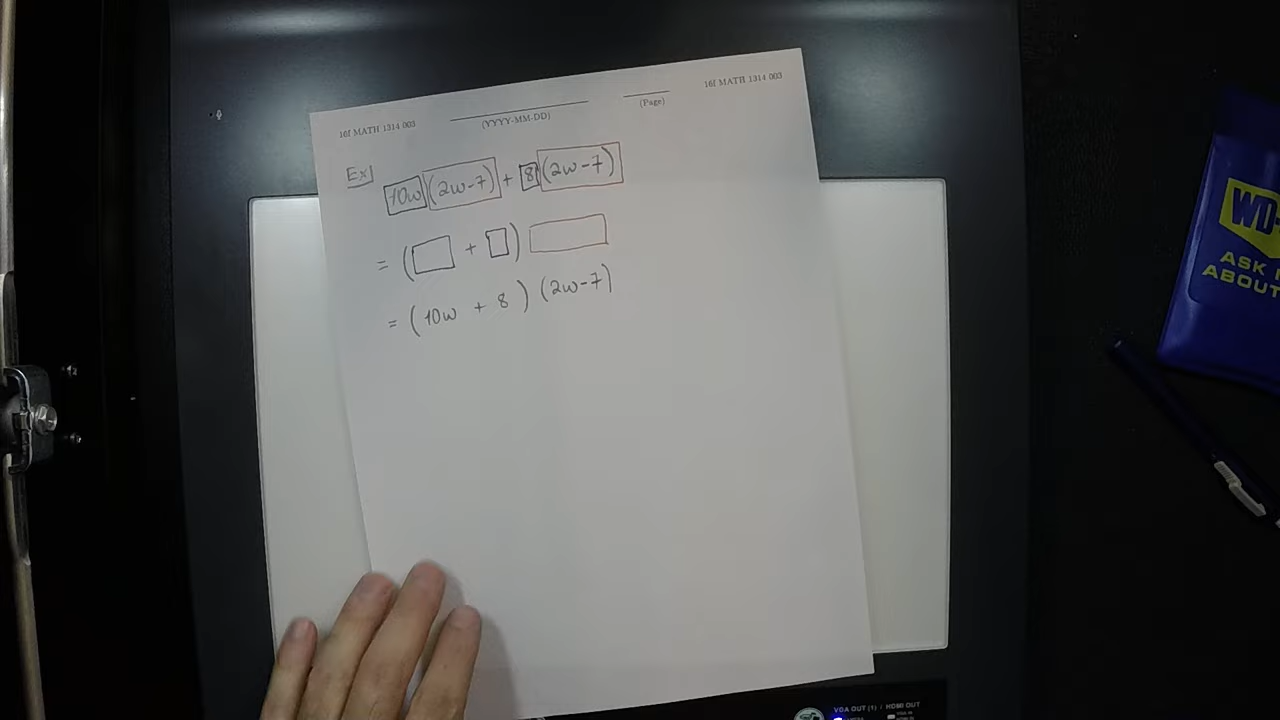 16f MATH 1314 003 (YYYY-MM-DD) (Page) 16f MATH 1314 003
Ex 10w(2w-7) + 8(2w-7)
= ( + )
= (10w + 8)(2w-7)
WD-
ASK
ABOUT
VGA OUT (1) / HDMI OUT